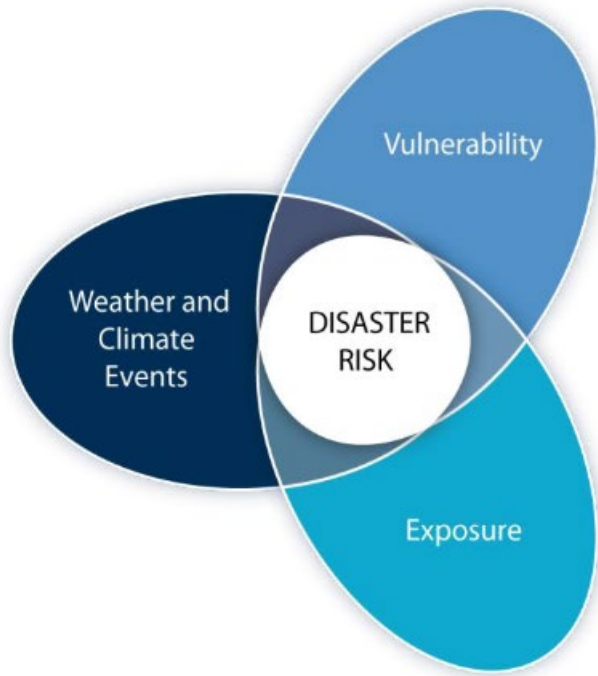 Vulnerability
Weather and
Climate
Events
DISASTER
RISK
Exposure